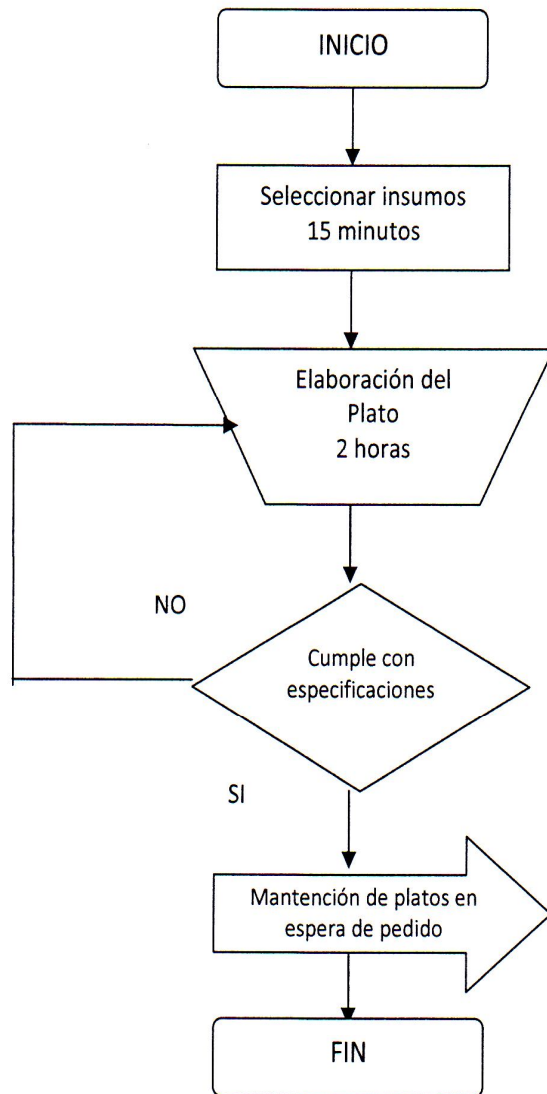 INICIO
Seleccionar insumos
15 minutos
Elaboración del
Plato
2 horas
NO
Cumple con
especificaciones
SI
Mantención de platos en
espera de pedido
FIN